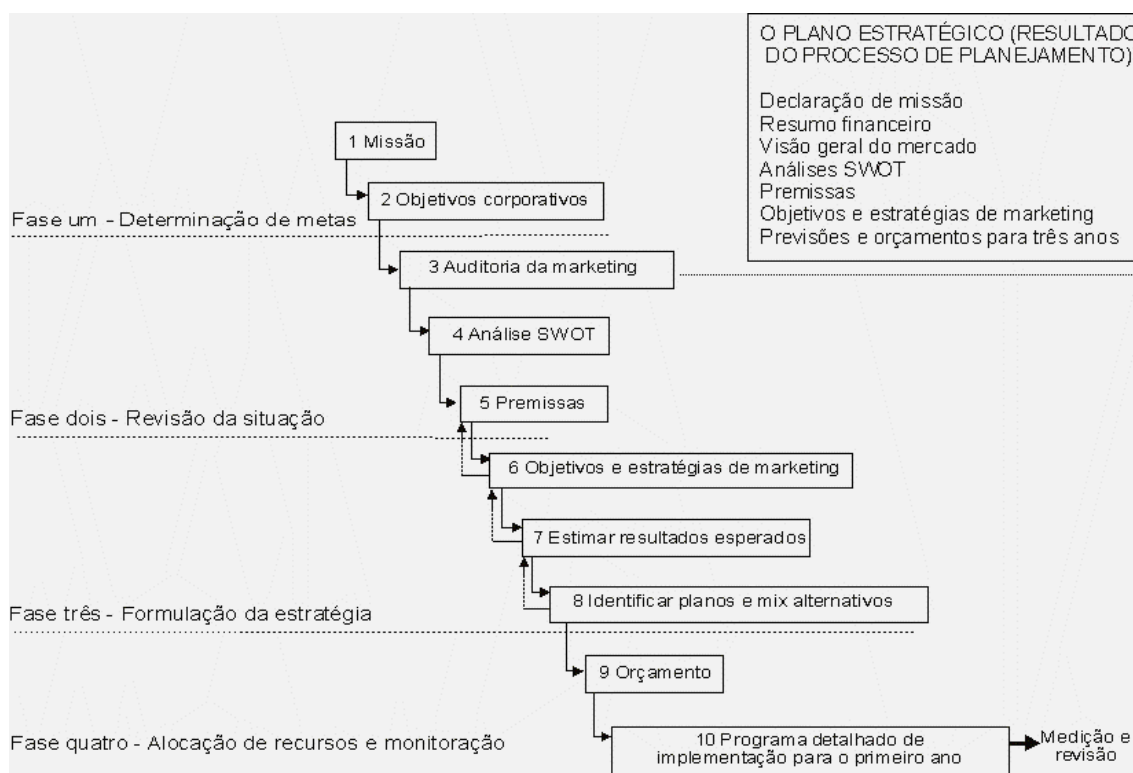 O PLANO ESTRATÉGICO (RESULTADO
DO PROCESSO DE PLANEJAMENTO)
Declaração de missão
Resumo financeiro
Visão geral do mercado
Análises SWOT
Premissas
Objetivos e estratégias de marketing
Previsões e orçamentos para três anos
1 Missão
2 Objetivos corporativos
Fase um - Determinação de metas
3 Auditoria da marketing
4 Análise SWOT
5 Premissas
Fase dois - Revisão da situação
6 Objetivos e estratégias de marketing
7 Estimar resultados esperados
8 Identificar planos e mix alternativos
Fase três - Formulação da estratégia
9 Orçamento
10 Programa detalhado de
implementação para o primeiro ano
Medição e
revisão
Fase quatro - Alocação de recursos e monitoração